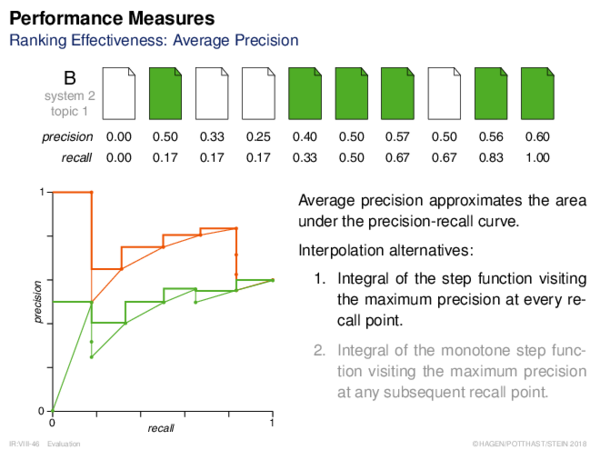 Performance Measures
Ranking Effectiveness: Average Precision
B
system 2
topic 1
precision 0.00 0.50 0.33 0.25 0.40 0.50 0.57 0.50 0.56 0.60
recall 0.00 0.17 0.17 0.17 0.33 0.50 0.67 0.67 0.83 1.00
1
precision
0
0
recall
1
Average precision approximates the area
under the precision-recall curve.
Interpolation alternatives:
1. Integral of the step function visiting
the maximum precision at every re-
call point.
2. Integral of the monotone step func-
tion visiting the maximum precision
at any subsequent recall point.
IR:VIII-46 Evaluation
©HAGEN/POTTHAST/STEIN 2018